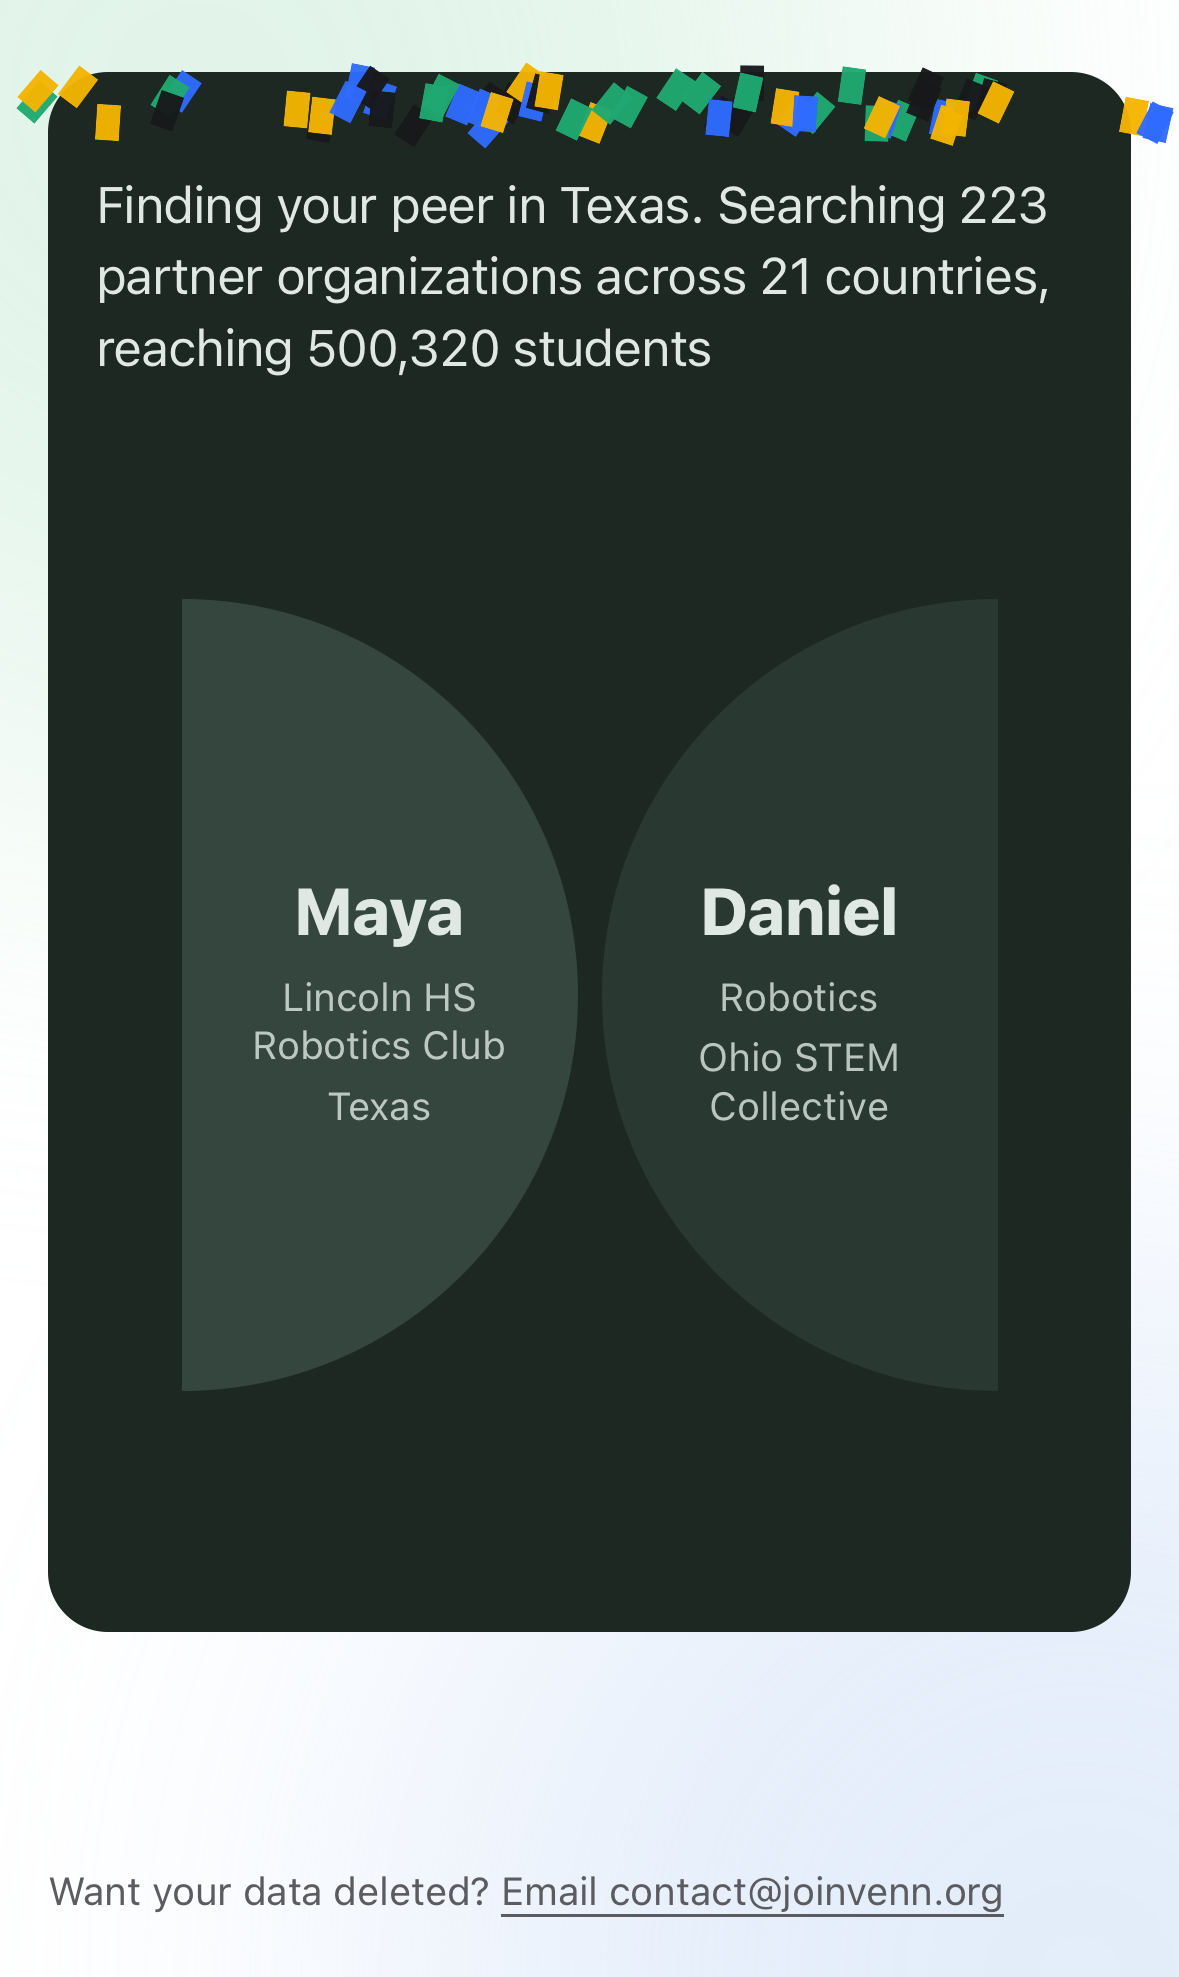 Finding your peer in Texas. Searching 223
partner organizations across 21 countries,
reaching 500,320 students
Maya
Lincoln HS
Robotics Club
Texas
Daniel
Robotics
Ohio STEM
Collective
Want your data deleted? Email contact@joinvenn.org